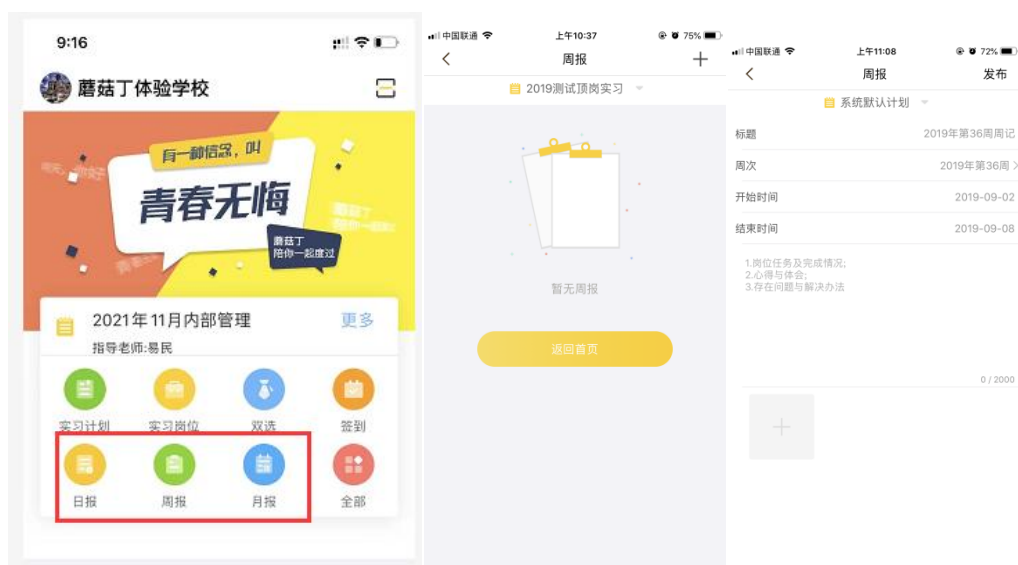 9:16
蘑菇丁体验学校
有一种信念，叫
青春无悔
蘑菇丁
陪你一起度过
2021年11月内部管理
更多
指导老师:易民
实习计划
实习岗位
双选
签到
日报
周报
月报
全部
中国联通
上午10:37
75%
周报
2019测试顶岗实习
暂无周报
返回首页
中国联通
上午11:08
72%
周报
发布
系统默认计划
标题
2019年第36周周记
周次
2019年第36周
开始时间
2019-09-02
结束时间
2019-09-08
1.岗位任务及完成情况;
2.心得与体会;
3.存在问题与解决办法
0 / 2000